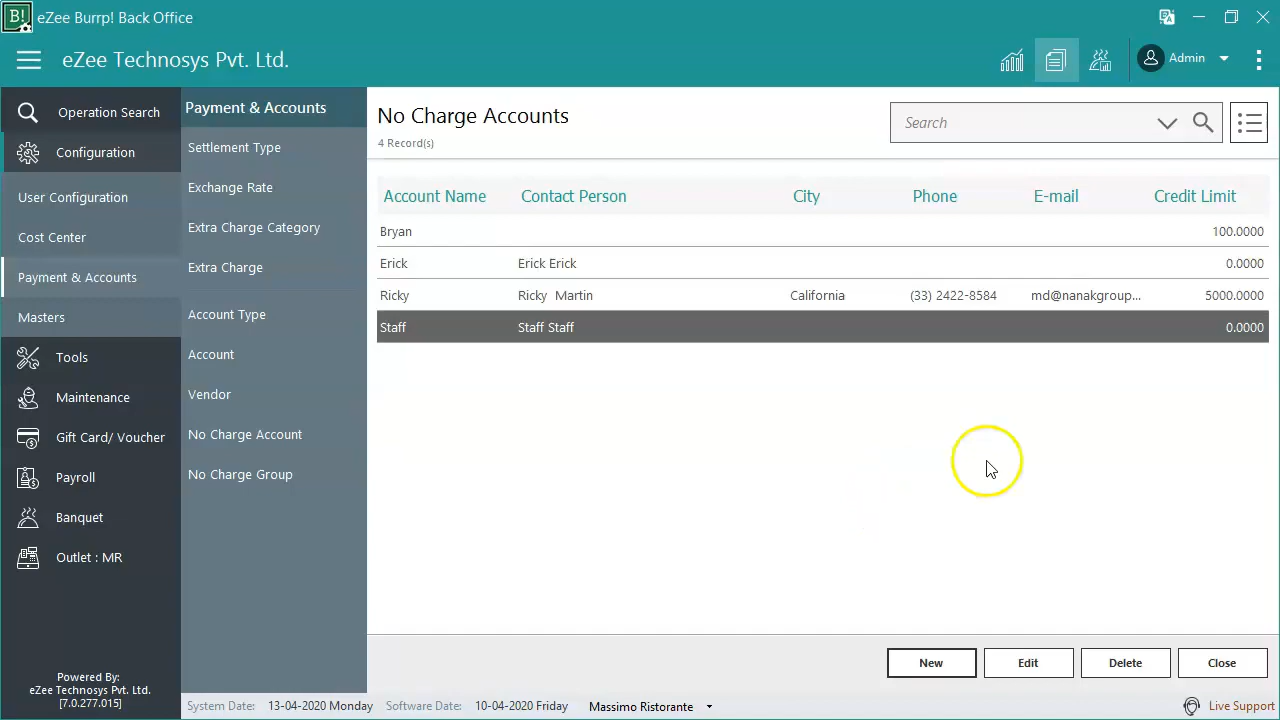 B! eZee Burrp! Back Office
eZee Technosys Pvt. Ltd.
Admin
Operation Search
Configuration
User Configuration
Cost Center
Payment & Accounts
Masters
Tools
Maintenance
Gift Card/ Voucher
Payroll
Banquet
Outlet : MR
Powered By:
eZee Technosys Pvt. Ltd.
[7.0.277.015]
Payment & Accounts
Settlement Type
Exchange Rate
Extra Charge Category
Extra Charge
Account Type
Account
Vendor
No Charge Account
No Charge Group
No Charge Accounts
4 Record(s)
Search
Account Name Contact Person City Phone E-mail Credit Limit
Bryan 100.0000
Erick Erick Erick 0.0000
Ricky Ricky Martin California (33) 2422-8584 md@nanakgroup... 5000.0000
Staff Staff Staff 0.0000
New Edit Delete Close
System Date: 13-04-2020 Monday Software Date: 10-04-2020 Friday Massimo Ristorante Live Support